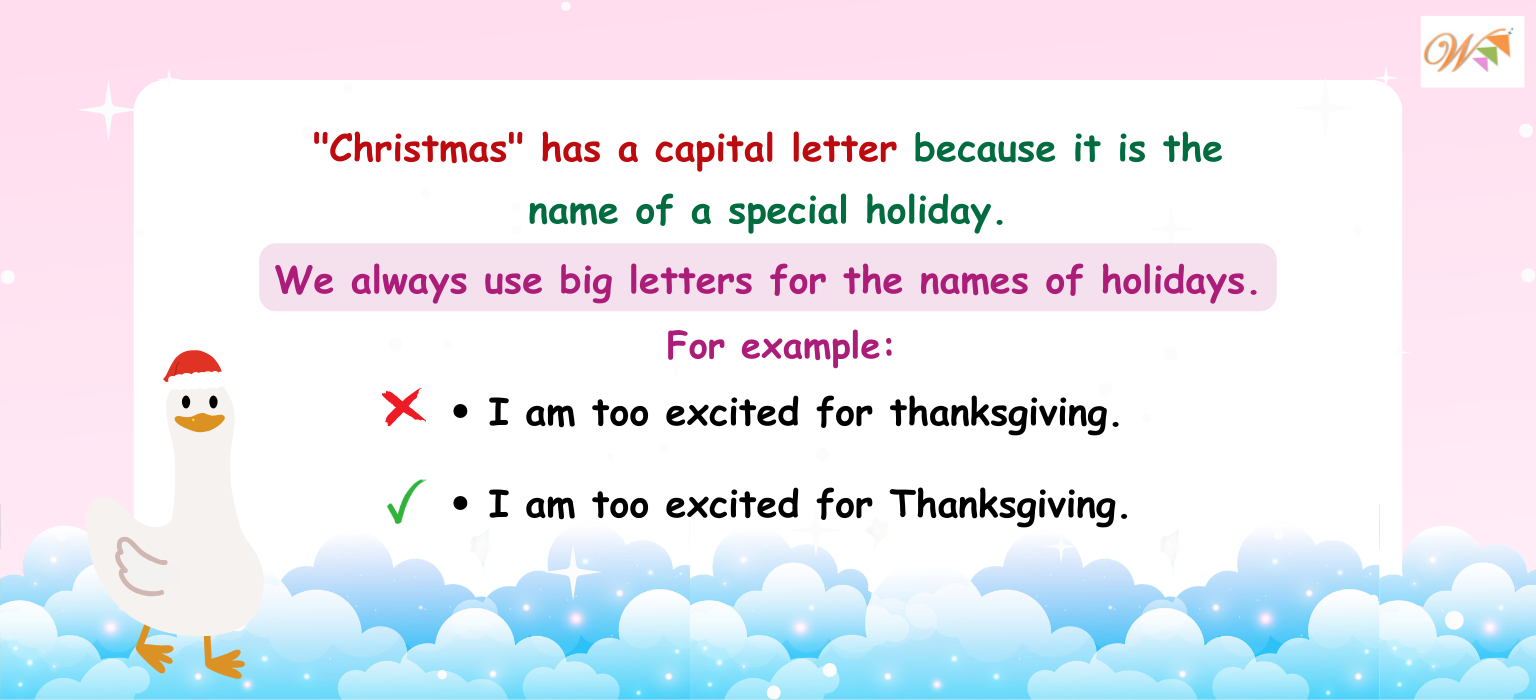 "Christmas" has a capital letter because it is the
name of a special holiday.
We always use big letters for the names of holidays.
For example:
• I am too excited for thanksgiving.
• I am too excited for Thanksgiving.
W